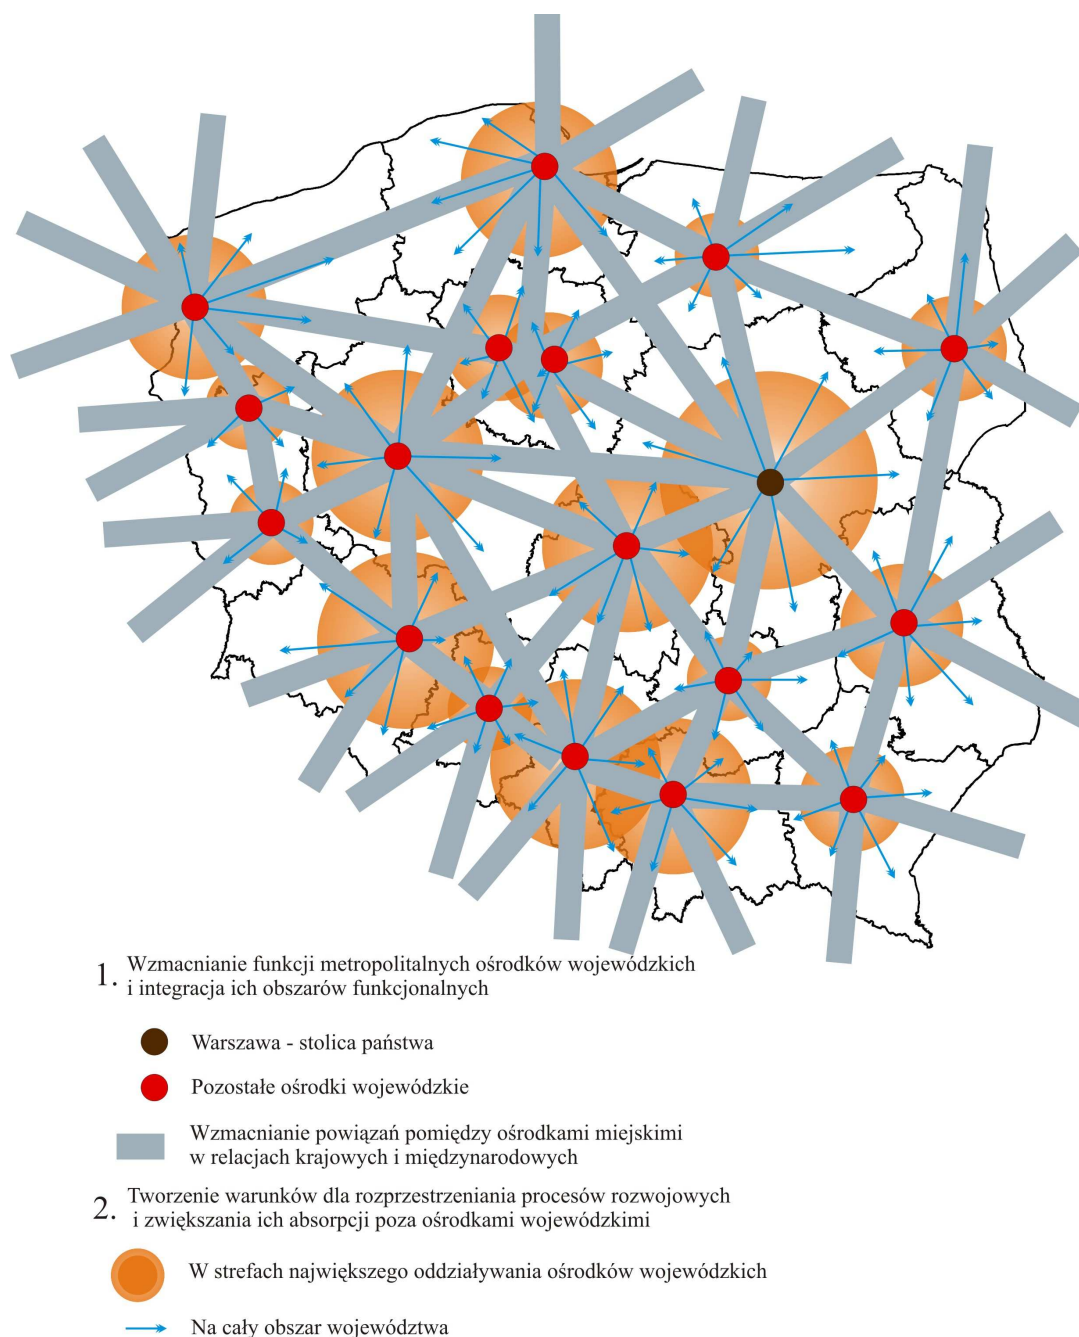 1. Wzmacnianie funkcji metropolitalnych ośrodków wojewódzkich
i integracja ich obszarów funkcjonalnych
Warszawa - stolica państwa
Pozostałe ośrodki wojewódzkie
Wzmacnianie powiązań pomiędzy ośrodkami miejskimi
w relacjach krajowych i międzynarodowych
2. Tworzenie warunków dla rozprzestrzeniania procesów rozwojowych
i zwiększania ich absorpcji poza ośrodkami wojewódzkimi
W strefach największego oddziaływania ośrodków wojewódzkich
Na cały obszar województwa